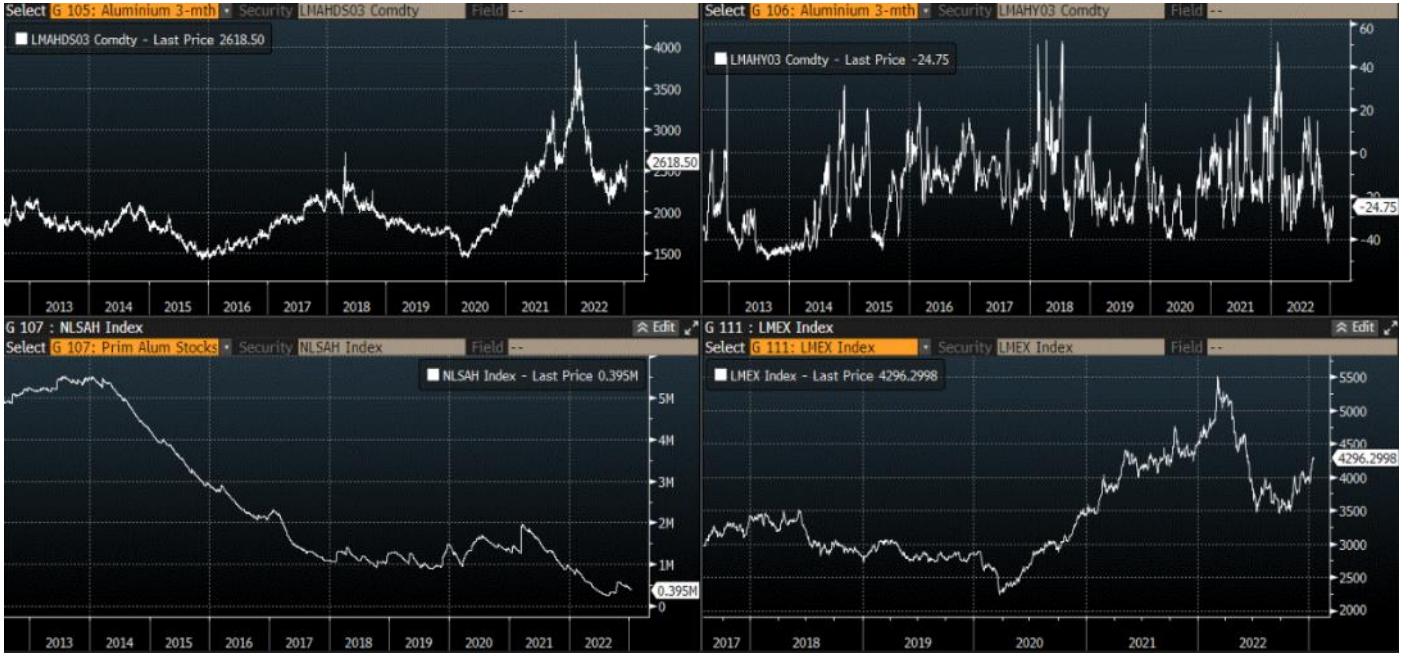 Select G 105: Aluminium 3-mth Security LMAHDS03 Comdty Field --
LMAHDS03 Comdty - Last Price 2618.50
4000
3500
3000
2618.50
2500
2000
1500
2013 2014 2015 2016 2017 2018 2019 2020 2021 2022
Select G 106: Aluminium 3-mth Security LMAHY03 Comdty Field --
LMAHY03 Comdty - Last Price -24.75
60
40
20
0
-20
-24.75
-40
2013 2014 2015 2016 2017 2018 2019 2020 2021 2022
G 107 : NLSAH Index Edit
Select G 107: Prim Alum Stocks Security NLSAH Index Field --
NLSAH Index - Last Price 0.395M
5M
4M
3M
2M
1M
0.395M
0
2013 2014 2015 2016 2017 2018 2019 2020 2021 2022
G 111 : LMEX Index Edit
Select G 111: LMEX Index Security LMEX Index Field --
LMEX Index - Last Price 4296.2998
5500
5000
4500
4296.2998
4000
3500
3000
2500
2000
2017 2018 2019 2020 2021 2022